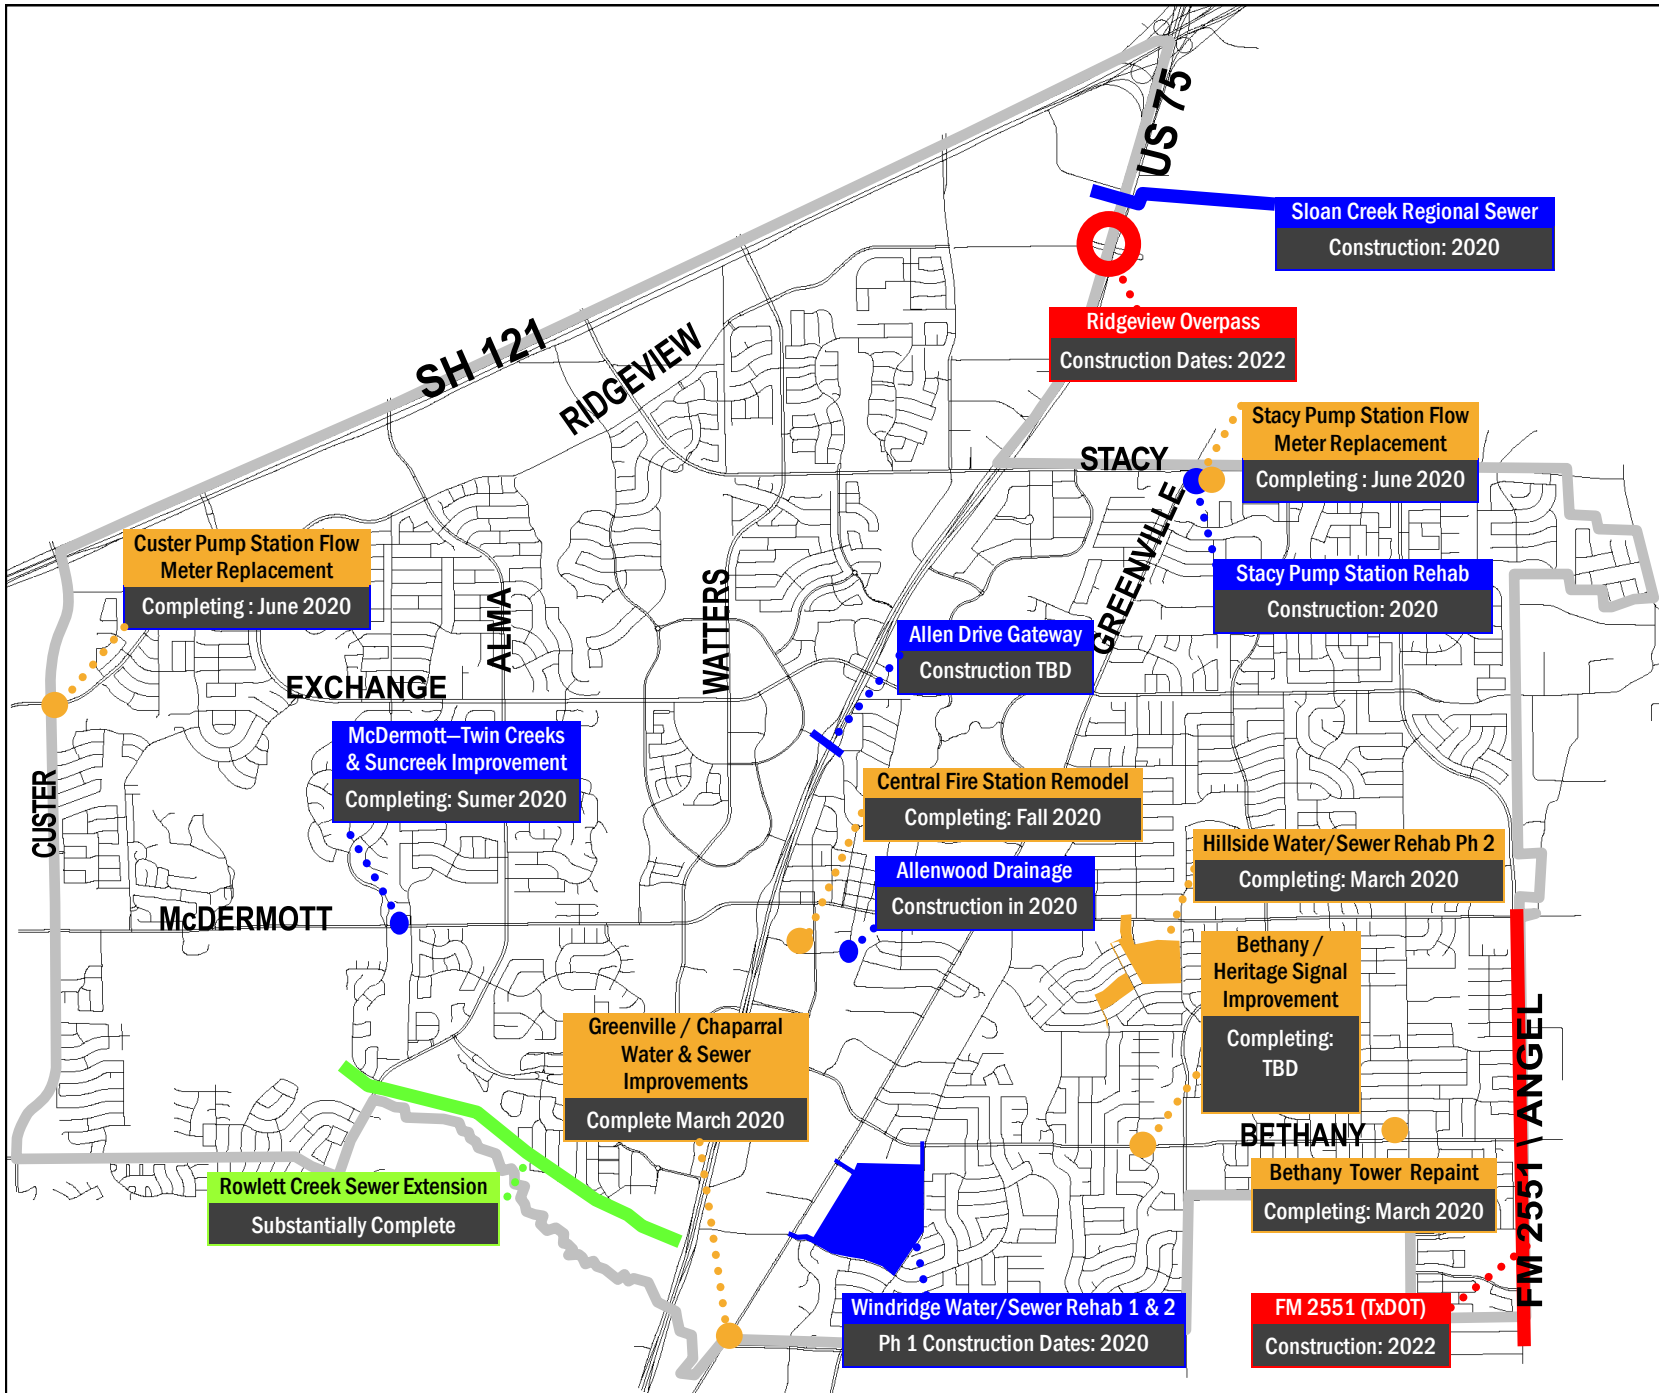 US 75
Sloan Creek Regional Sewer
Construction: 2020
Ridgeview Overpass
Construction Dates: 2022
SH 121
RIDGEVIEW
STACY
Stacy Pump Station Flow
Meter Replacement
Completing : June 2020
GREENVILLE
Custer Pump Station Flow
Meter Replacement
Completing : June 2020
Stacy Pump Station Rehab
Construction: 2020
ALMA
WATTERS
Allen Drive Gateway
Construction TBD
EXCHANGE
McDermott—Twin Creeks
& Suncreek Improvement
Completing: Sumer 2020
CUSTER
Central Fire Station Remodel
Completing: Fall 2020
Hillside Water/Sewer Rehab Ph 2
Completing: March 2020
Allenwood Drainage
Construction in 2020
McDERMOTT
Bethany /
Heritage Signal
Improvement
Completing:
TBD
Greenville / Chaparral
Water & Sewer
Improvements
Complete March 2020
FM 2551 \ ANGEL
BETHANY
Bethany Tower Repaint
Completing: March 2020
Rowlett Creek Sewer Extension
Substantially Complete
Windridge Water/Sewer Rehab 1 & 2
Ph 1 Construction Dates: 2020
FM 2551 (TxDOT)
Construction: 2022